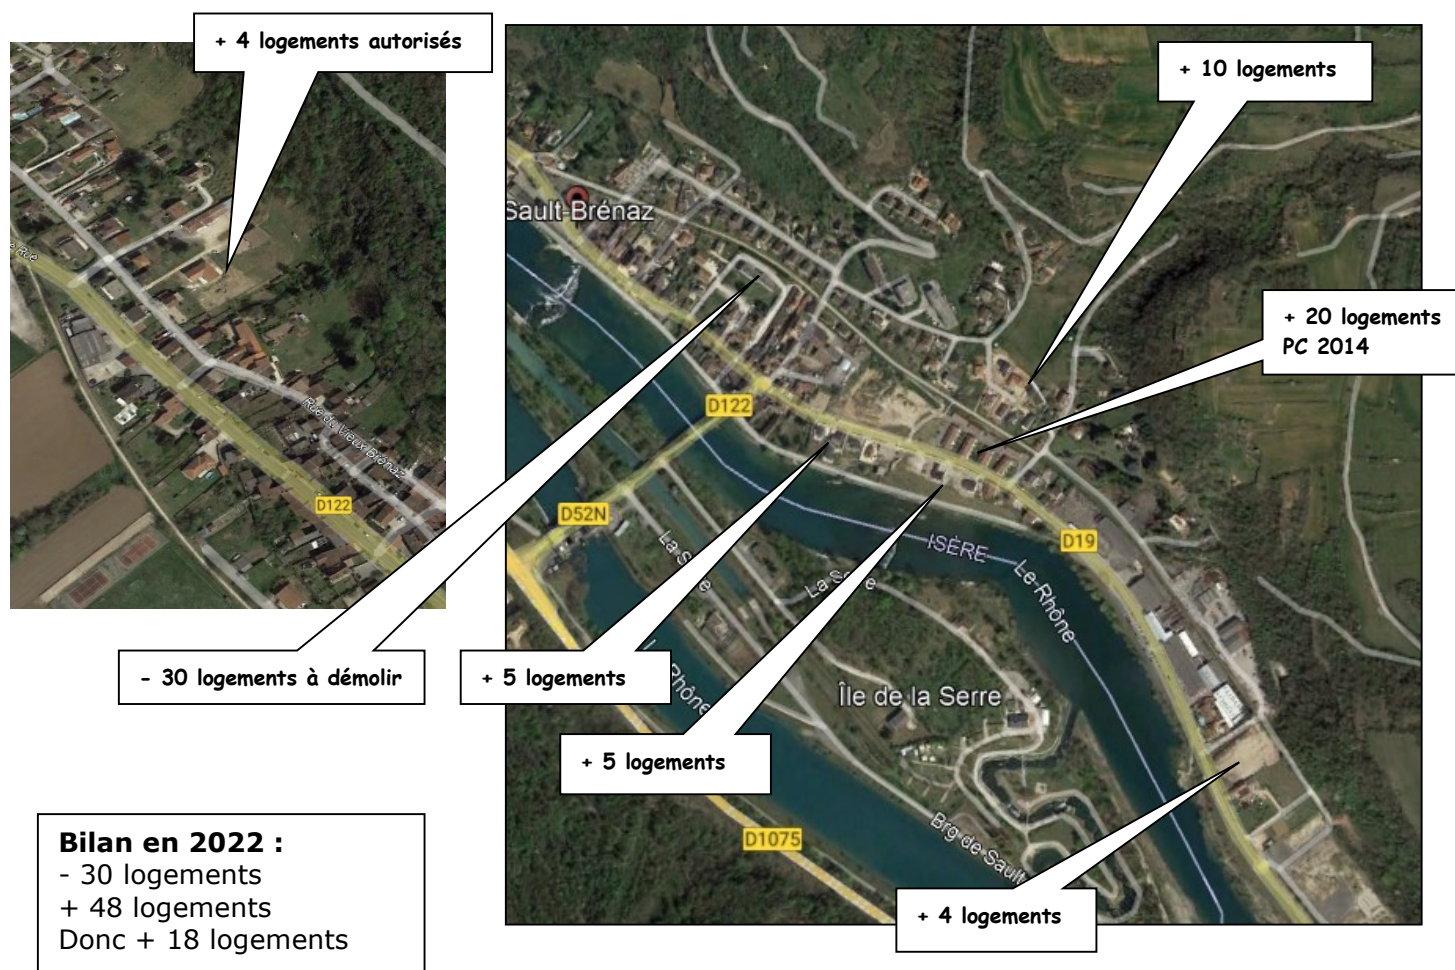 + 4 logements autorisés
+ 10 logements
Sault-Brénaz
+ 20 logements
PC 2014
Rue
D122
Rue du Vieux Brénaz
D122
D52N
La Serre
ISÈRE
D19
La Serre
Le Rhône
- 30 logements à démolir
+ 5 logements
Le Rhône
Île de la Serre
+ 5 logements
D1075
Brg de Sault
+ 4 logements
Bilan en 2022 :
- 30 logements
+ 48 logements
Donc + 18 logements